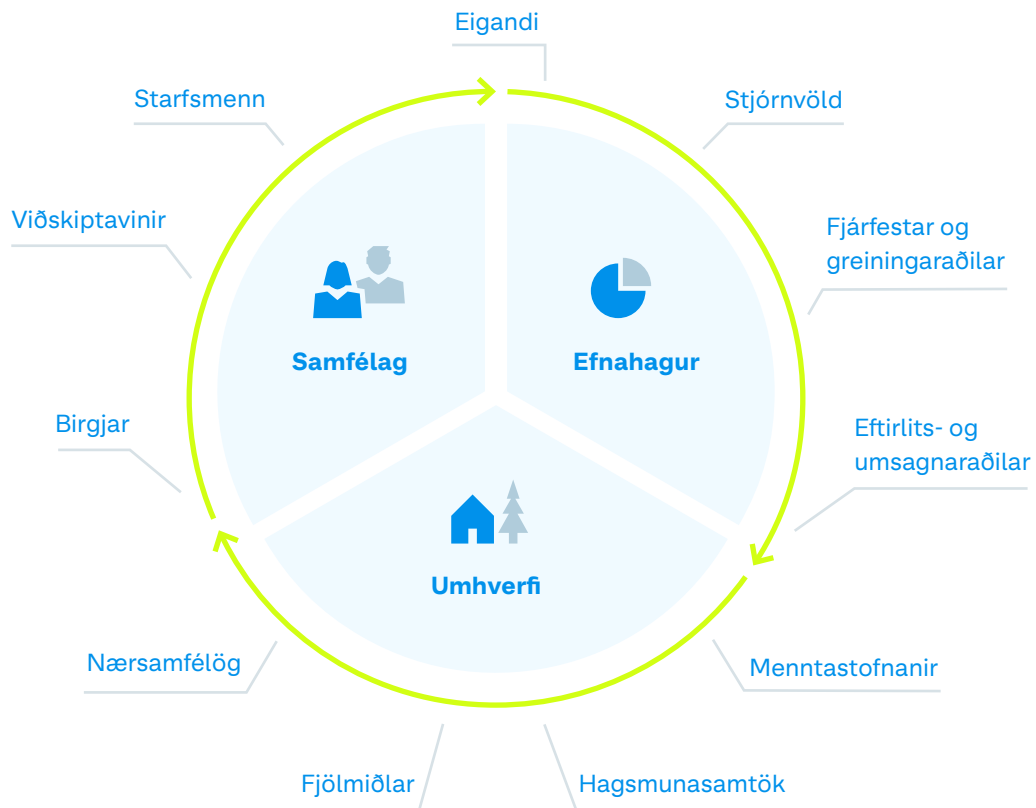 Eigandi
Starfsmenn
Stjórnvöld
Viðskiptavinir
Fjárfestar og
greiningaraðilar
Samfélag
Efnahagur
Birgjar
Eftirlits- og
umsagnaraðilar
Umhverfi
Nærsamfélög
Menntastofnanir
Fjölmiðlar
Hagsmunasamtök